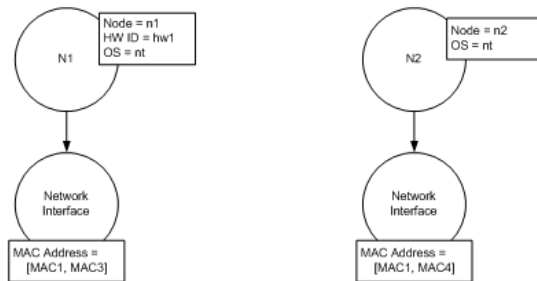 Node = n1
HW ID = hw1
OS = nt
N1
Network
Interface
MAC Address =
[MAC1, MAC3]
Node = n2
OS = nt
N2
Network
Interface
MAC Address =
[MAC1, MAC4]